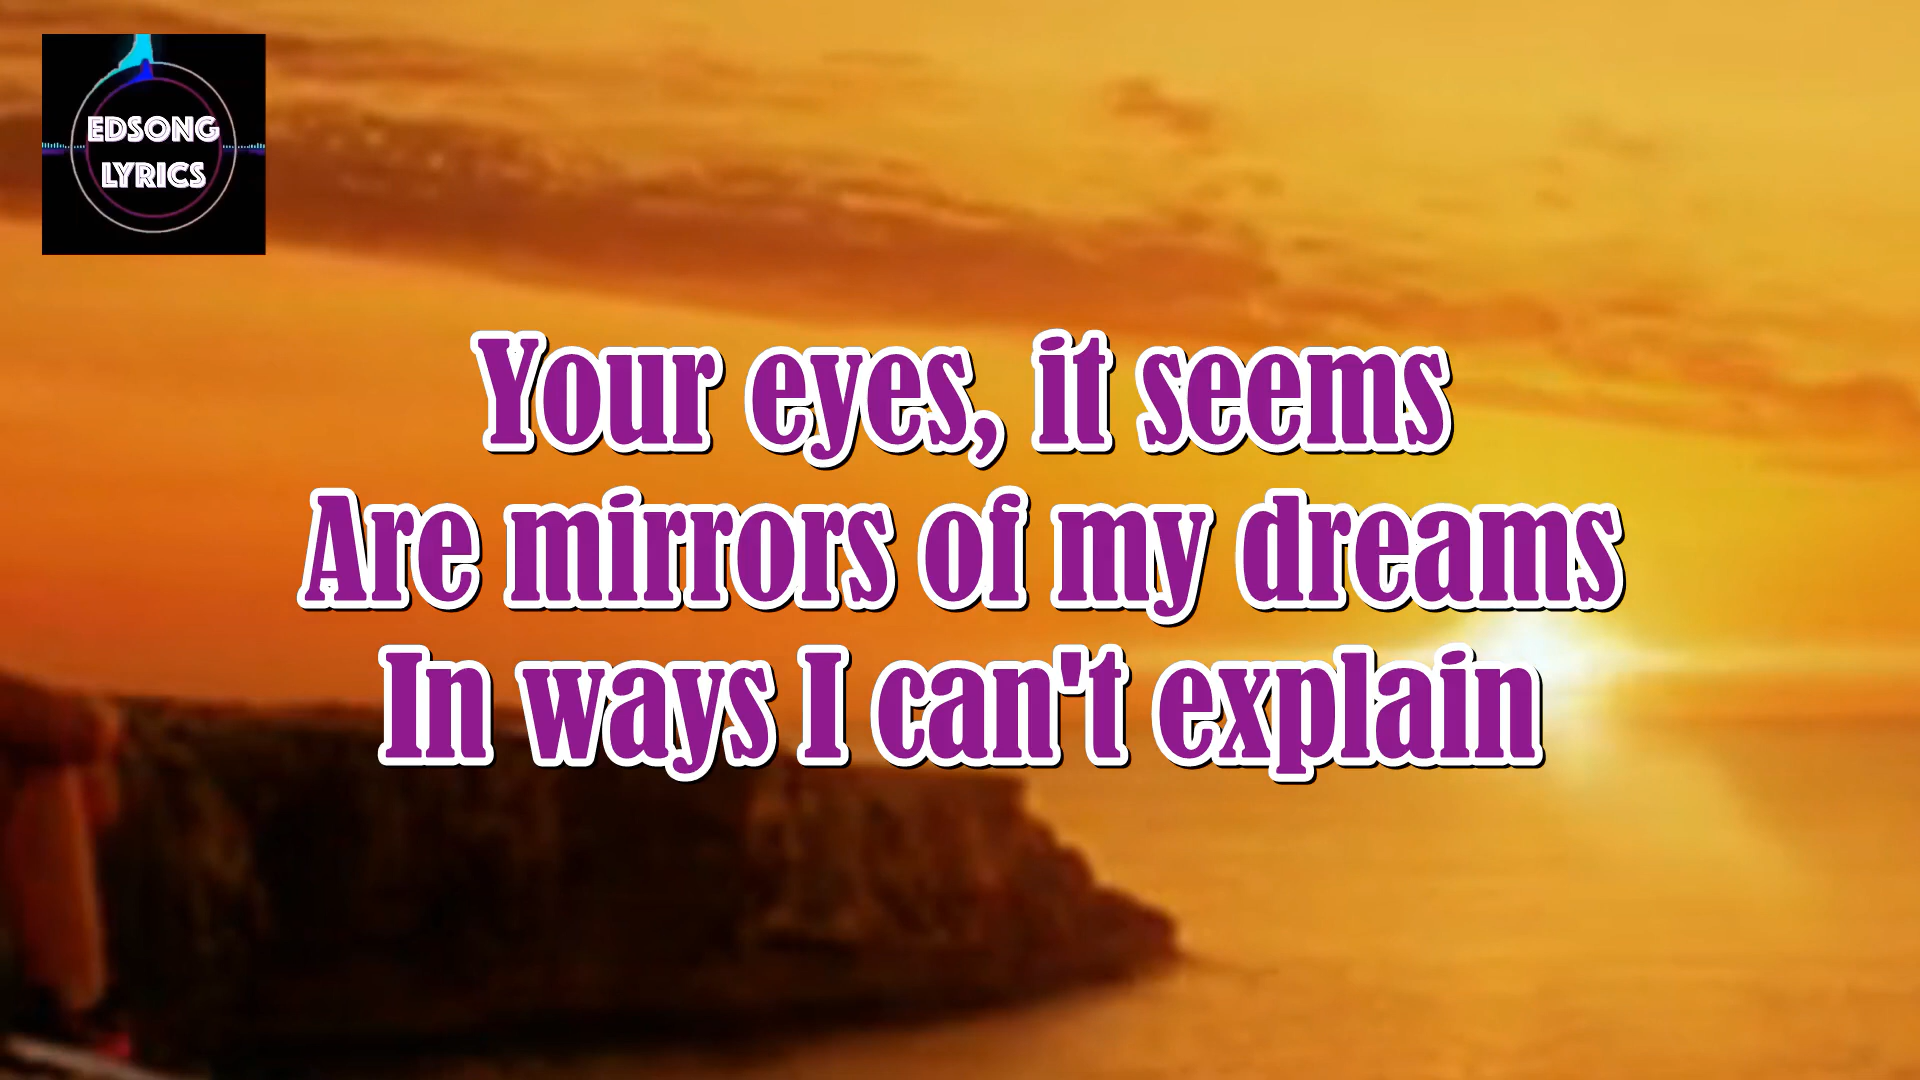 EDSONG
LYRICS
Your eyes, it seems
Are mirrors of my dreams
In ways I can't explain